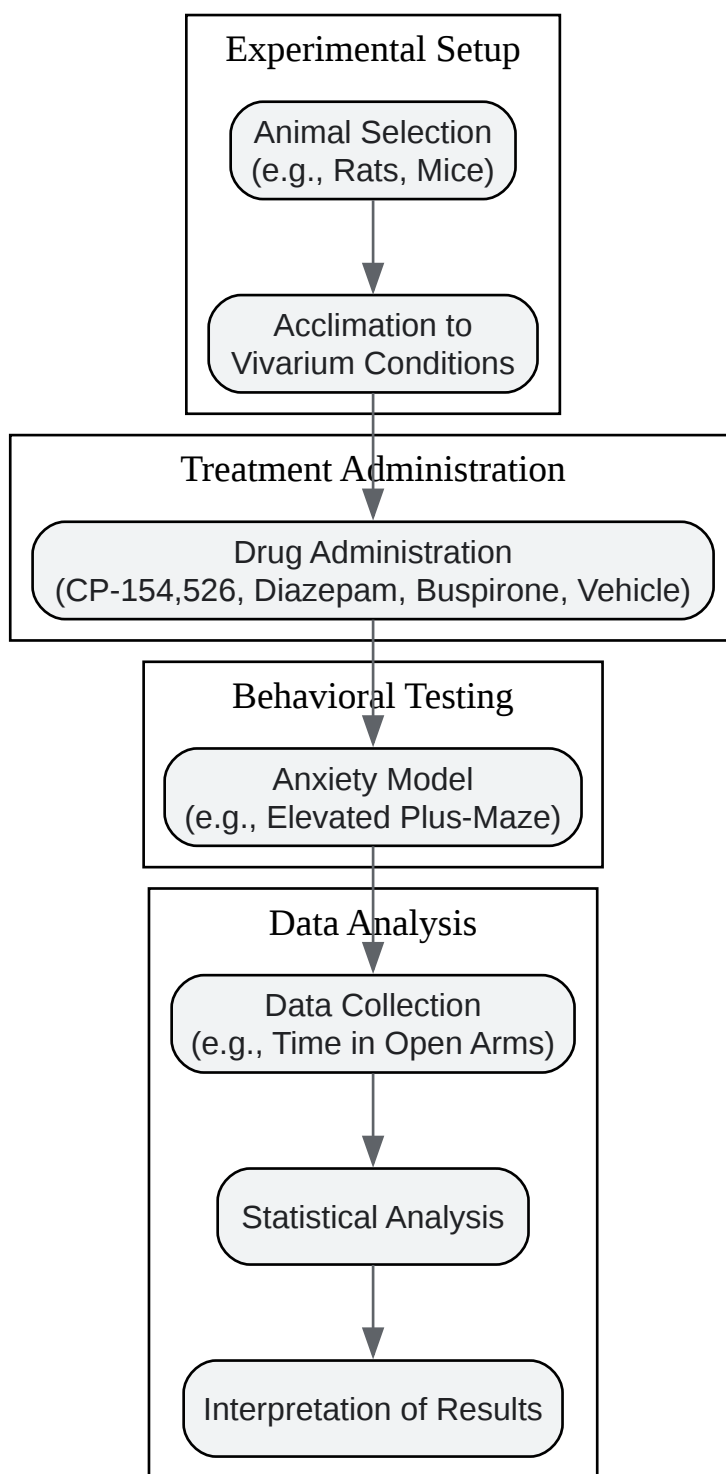 Experimental Setup
Animal Selection
(e.g., Rats, Mice)
Acclimation to
Vivarium Conditions
Treatment Administration
Drug Administration
(CP-154,526, Diazepam, Buspirone, Vehicle)
Behavioral Testing
Anxiety Model
(e.g., Elevated Plus-Maze)
Data Analysis
Data Collection
(e.g., Time in Open Arms)
Statistical Analysis
Interpretation of Results